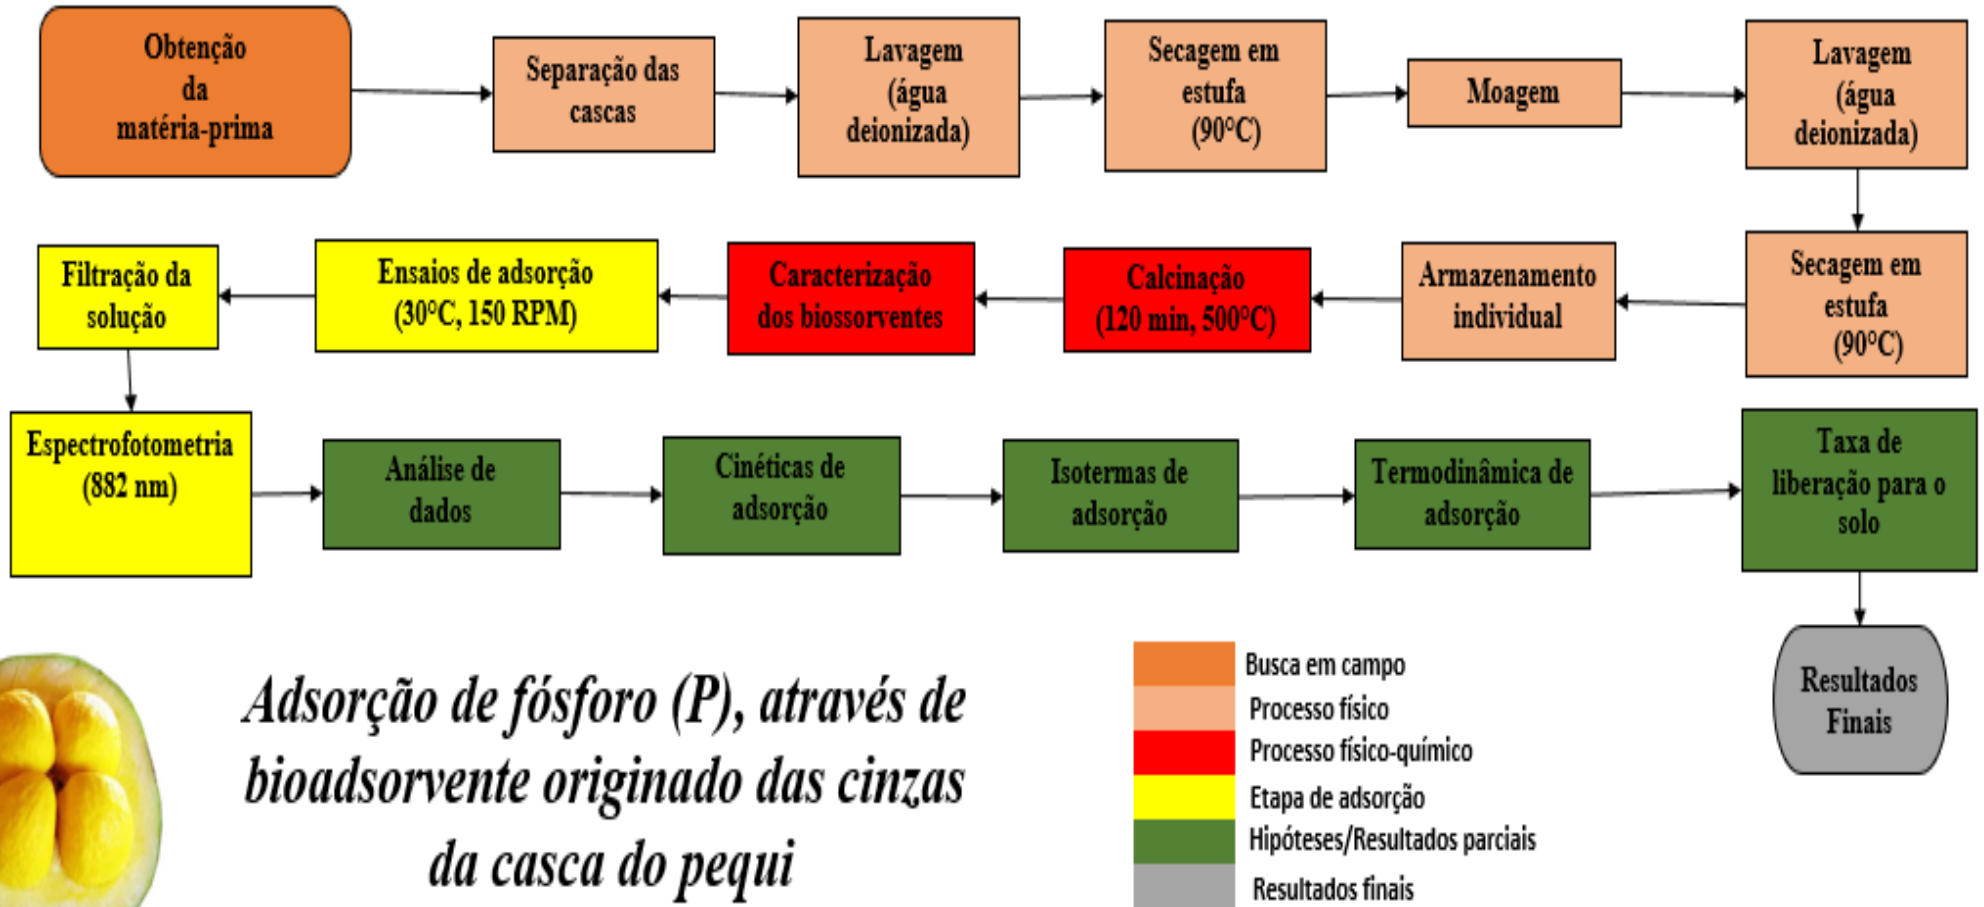 Obtenção
da
matéria-prima
Separação das
cascas
Lavagem
(água
deionizada)
Secagem em
estufa
(90°C)
Moagem
Lavagem
(água
deionizada)
Secagem em
estufa
(90°C)
Armazenamento
individual
Calcinação
(120 min, 500°C)
Caracterização
dos biossorventes
Ensaios de adsorção
(30°C, 150 RPM)
Filtração da
solução
Espectrofotometria
(882 nm)
Análise de
dados
Cinéticas de
adsorção
Isotermas de
adsorção
Termodinâmica de
adsorção
Taxa de
liberação para o
solo
Resultados
Finais
Adsorção de fósforo (P), através de
bioadsorvente originado das cinzas
da casca do pequi
Busca em campo
Processo físico
Processo físico-químico
Etapa de adsorção
Hipóteses/Resultados parciais
Resultados finais